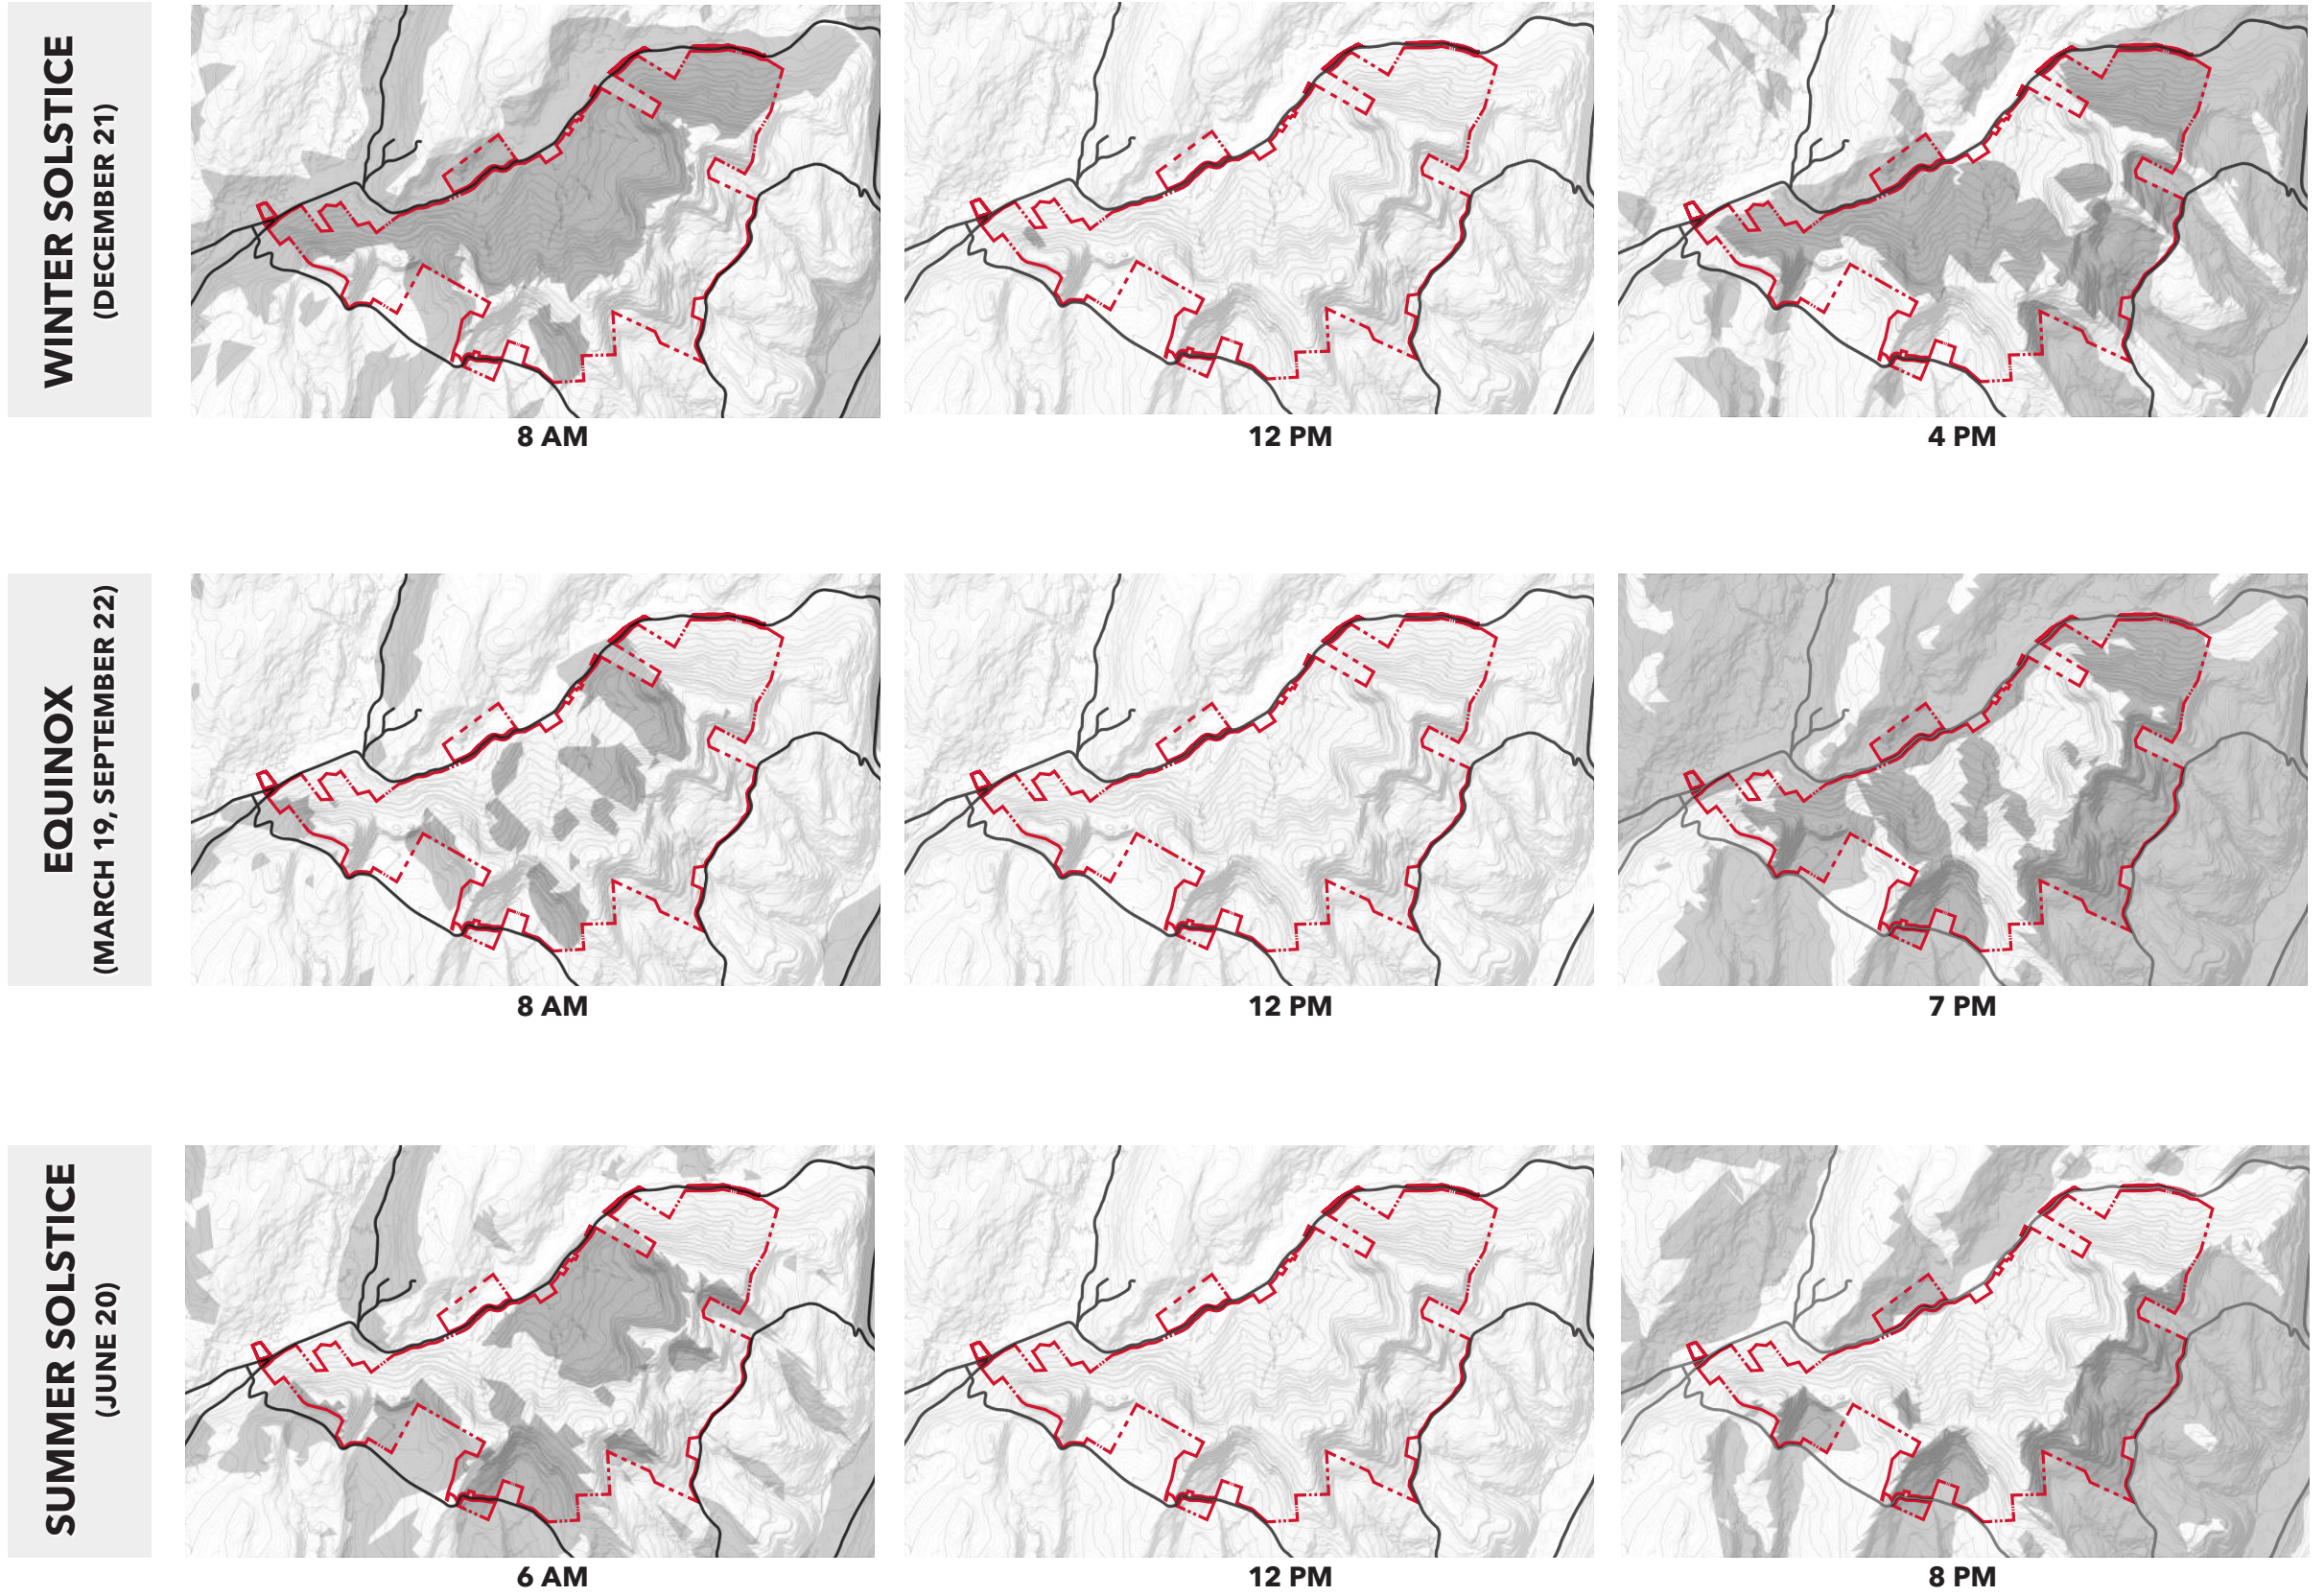 WINTER SOLSTICE
(DECEMBER 21)
8 AM
12 PM
4 PM
EQUINOX
(MARCH 19, SEPTEMBER 22)
8 AM
12 PM
7 PM
SUMMER SOLSTICE
(JUNE 20)
6 AM
12 PM
8 PM